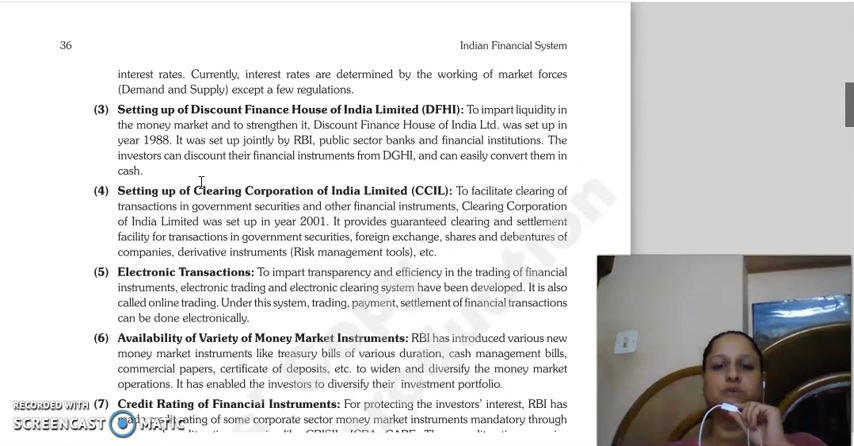 36
Indian Financial System
interest rates. Currently, interest rates are determined by the working of market forces
(Demand and Supply) except a few regulations.
(3) Setting up of Discount Finance House of India Limited (DFHI): To impart liquidity in
the money market and to strengthen it, Discount Finance House of India Ltd. was set up in
year 1988. It was set up jointly by RBI, public sector banks and financial institutions. The
investors can discount their financial instruments from DGHI, and can easily convert them in
cash.
(4) Setting up of Clearing Corporation of India Limited (CCIL): To facilitate clearing of
transactions in government securities and other financial instruments, Clearing Corporation
of India Limited was set up in year 2001. It provides guaranteed clearing and settlement
facility for transactions in government securities, foreign exchange, shares and debentures of
companies, derivative instruments (Risk management tools), etc.
(5) Electronic Transactions: To impart transparency and efficiency in the trading of financial
instruments, electronic trading and electronic clearing system have been developed. It is also
called online trading. Under this system, trading, payment, settlement of financial transactions
can be done electronically.
(6) Availability of Variety of Money Market Instruments: RBI has introduced various new
money market instruments like treasury bills of various duration, cash management bills,
commercial papers, certificate of deposits, etc. to widen and diversify the money market
operations. It has enabled the investors to diversify their investment portfolio.
(7) Credit Rating of Financial Instruments: For protecting the investors' interest, RBI has
rating of some corporate sector money market instruments mandatory through
RECORDED WITH
SCREENCAST MATIC